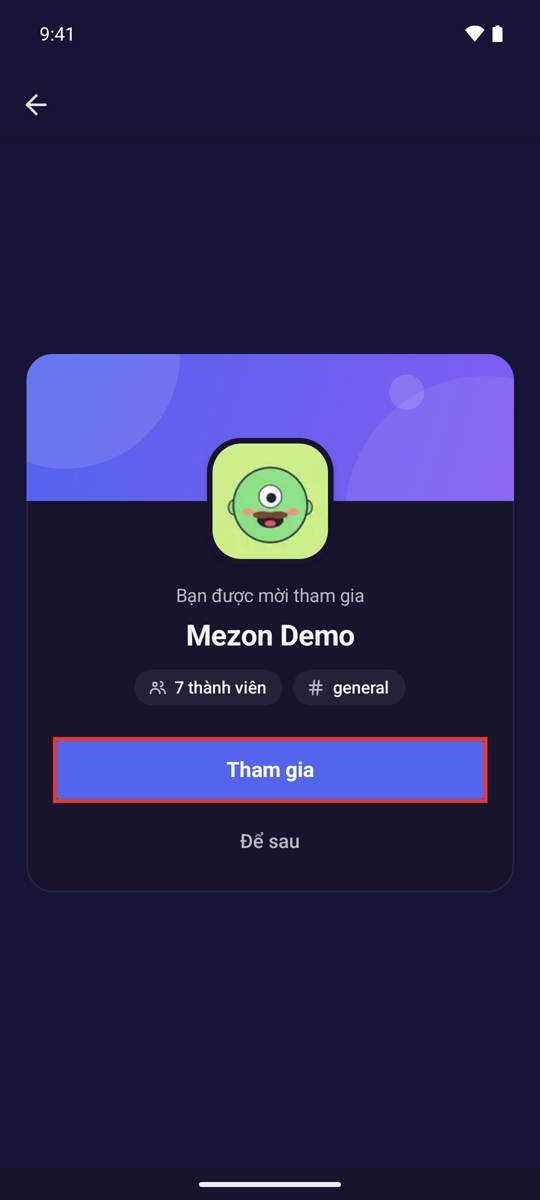 9:41
Bạn được mời tham gia
Mezon Demo
7 thành viên
general
Tham gia
Để sau